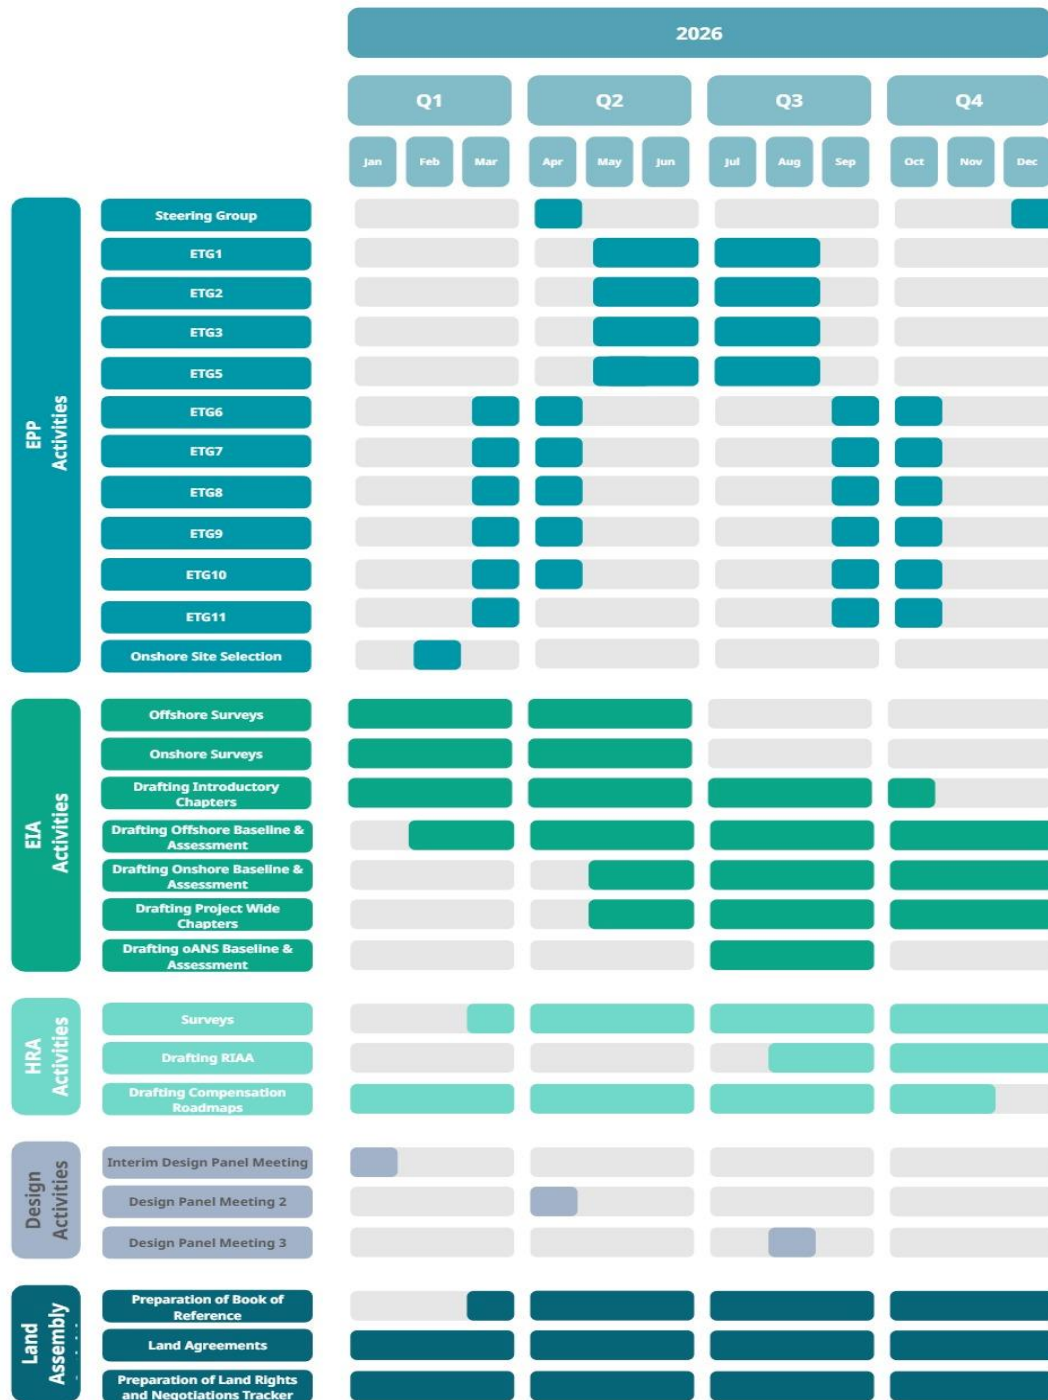 2026
Q1
Q2
Q3
Q4
Jan
Feb
Mar
Apr
May
Jun
Jul
Aug
Sep
Oct
Nov
Dec
EPP
Activities
Steering Group
ETG1
ETG2
ETG3
ETG5
ETG6
ETG7
ETG8
ETG9
ETG10
ETG11
Onshore Site Selection
EIA
Activities
Offshore Surveys
Onshore Surveys
Drafting Introductory
Chapters
Drafting Offshore Baseline &
Assessment
Drafting Onshore Baseline &
Assessment
Drafting Project Wide
Chapters
Drafting oANS Baseline &
Assessment
HRA
Activities
Surveys
Drafting RIAA
Drafting Compensation
Roadmaps
Design
Activities
Interim Design Panel Meeting
Design Panel Meeting 2
Design Panel Meeting 3
Land
Assembly
Preparation of Book of
Reference
Land Agreements
Preparation of Land Rights
and Negotiations Tracker